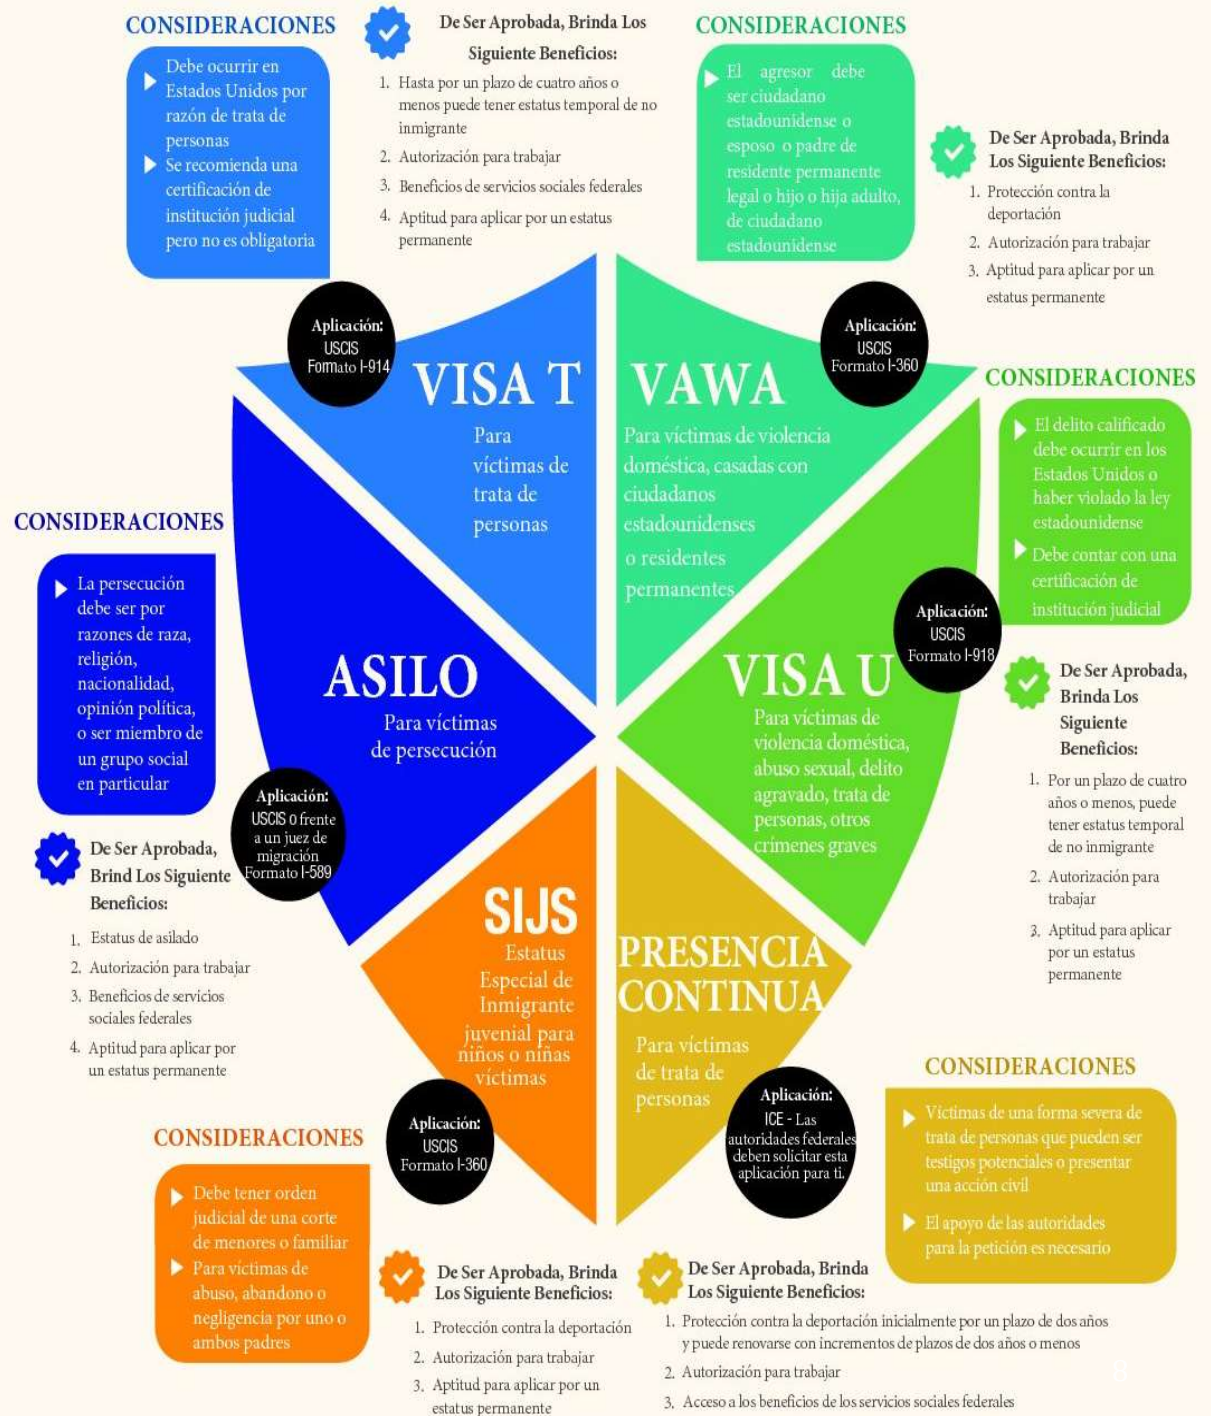 CONSIDERACIONES
Debe ocurrir en
Estados Unidos por
razón de trata de
personas
Se recomienda una
certificación de
institución judicial
pero no es obligatoria
De Ser Aprobada, Brinda Los
Siguiente Beneficios:
1. Hasta por un plazo de cuatro años o
menos puede tener estatus temporal de no
inmigrante
2. Autorización para trabajar
3. Beneficios de servicios sociales federales
4. Aptitud para aplicar por un estatus
permanente
CONSIDERACIONES
El agresor debe
ser ciudadano
estadounidense o
esposo o padre de
residente permanente
legal o hijo o hija adulto,
de ciudadano
estadounidense
De Ser Aprobada, Brinda
Los Siguiente Beneficios:
1. Protección contra la
deportación
2. Autorización para trabajar
3. Aptitud para aplicar por un
estatus permanente
Aplicación:
USCIS
Formato I-914
VISA T
Para
víctimas de
trata de
personas
VAWA
Para víctimas de violencia
doméstica, casadas con
ciudadanos
estadounidenses
o residentes
permanentes
Aplicación:
USCIS
Formato I-360
CONSIDERACIONES
El delito calificado
debe ocurrir en los
Estados Unidos o
haber violado la ley
estadounidense
Debe contar con una
certificación de
institución judicial
CONSIDERACIONES
La persecución
debe ser por
razones de raza,
religión,
nacionalidad,
opinión política,
o ser miembro de
un grupo social
en particular
ASILO
Para víctimas
de persecución
VISA U
Para víctimas de
violencia doméstica,
abuso sexual, delito
agravado, trata de
personas, otros
crímenes graves
Aplicación:
USCIS
Formato I-918
De Ser Aprobada,
Brinda Los
Siguiente
Beneficios:
1. Por un plazo de cuatro
años o menos, puede
tener estatus temporal
de no inmigrante
2. Autorización para
trabajar
3. Aptitud para aplicar
por un estatus
permanente
Aplicación:
USCIS o frente
a un juez de
migración
Formato I-589
De Ser Aprobada,
Brind Los Siguiente
Beneficios:
1. Estatus de asilado
2. Autorización para trabajar
3. Beneficios de servicios
sociales federales
4. Aptitud para aplicar por
un estatus permanente
SIJS
Estatus
Especial de
Inmigrante
juvenial para
niños o niñas
víctimas
PRESENCIA
CONTINUA
Para víctimas
de trata de
personas
Aplicación:
USCIS
Formato I-360
Aplicación:
ICE - Las
autoridades federales
deben solicitar esta
aplicación para ti.
CONSIDERACIONES
Víctimas de una forma severa de
trata de personas que pueden ser
testigos potenciales o presentar
una acción civil
El apoyo de las autoridades
para la petición es necesario
CONSIDERACIONES
Debe tener orden
judicial de una corte
de menores o familiar
Para víctimas de
abuso, abandono o
negligencia por uno o
ambos padres
De Ser Aprobada, Brinda
Los Siguiente Beneficios:
1. Protección contra la deportación
2. Autorización para trabajar
3. Aptitud para aplicar por un
estatus permanente
De Ser Aprobada, Brinda
Los Siguiente Beneficios:
1. Protección contra la deportación inicialmente por un plazo de dos años
y puede renovarse con incrementos de plazos de dos años o menos
2. Autorización para trabajar
3. Acceso a los beneficios de los servicios sociales federales
8